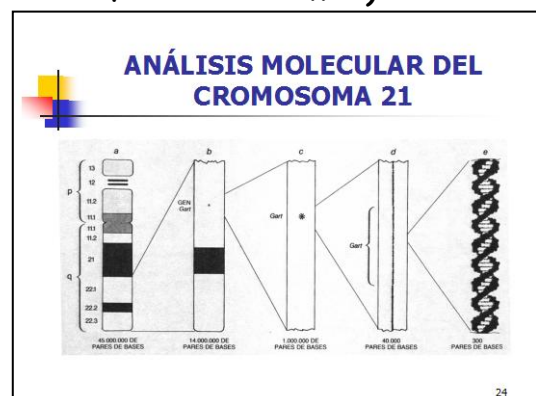 ANÁLISIS MOLECULAR DEL
CROMOSOMA 21
a b c d e
p
13
12
11.2
11.1
q
11.1
11.2
21
22.1
22.2
22.3
GEN
Gart
Gart
Gart
45.000.000 DE
PARES DE BASES
14.000.000 DE
PARES DE BASES
1.000.000 DE
PARES DE BASES
40.000
PARES DE BASES
300
PARES DE BASES
24